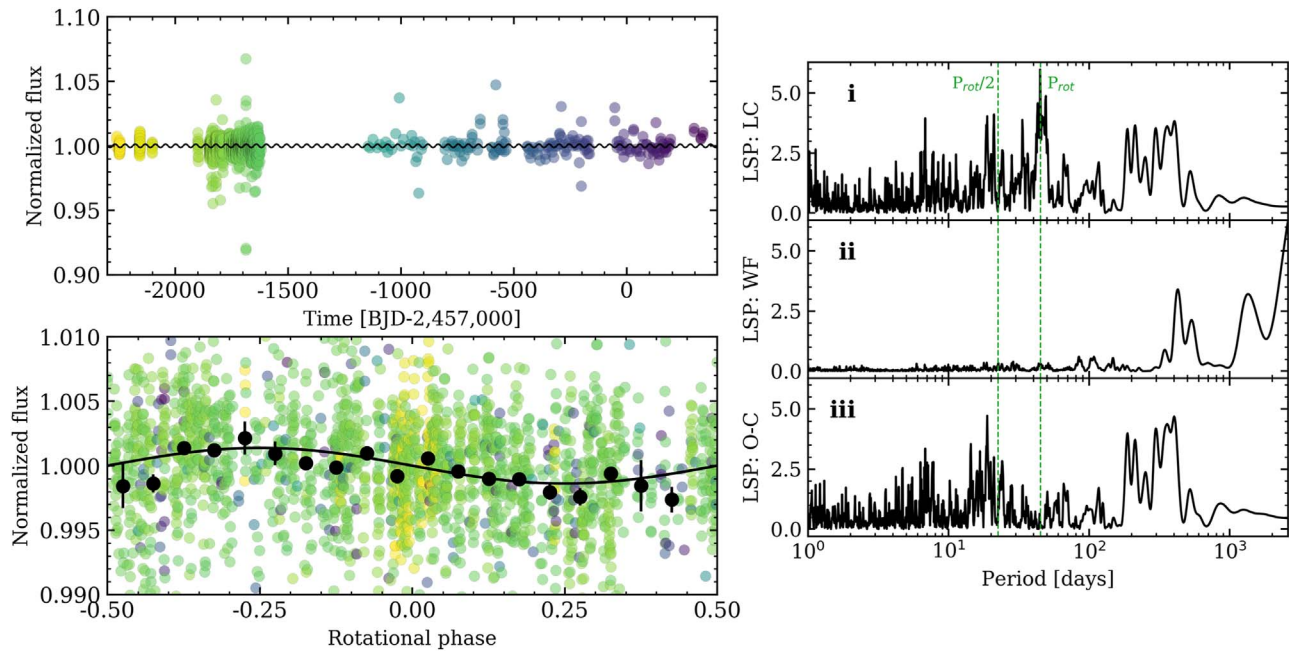 1.10
1.05
1.00
0.95
0.90
Normalized flux
-2000 -1500 -1000 -500 0
Time [BJD-2,457,000]
1.010
1.005
1.000
0.995
0.990
Normalized flux
-0.50 -0.25 0.00 0.25 0.50
Rotational phase
P_rot/2 P_rot
i
5.0
2.5
0.0
LSP: LC
ii
5.0
2.5
0.0
LSP: WF
iii
5.0
2.5
0.0
LSP: O-C
10^0 10^1 10^2 10^3
Period [days]